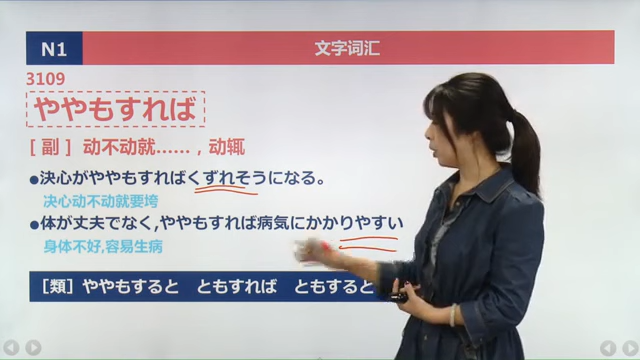 N1
文字词汇
3109
ややもすれば
[ 副 ] 动不动就……，动辄
●決心がややもすればくずれそうになる。
决心动不动就要垮
●体が丈夫でなく,ややもすれば病気にかかりやすい
身体不好,容易生病
[類] ややもすると ともすれば ともすると